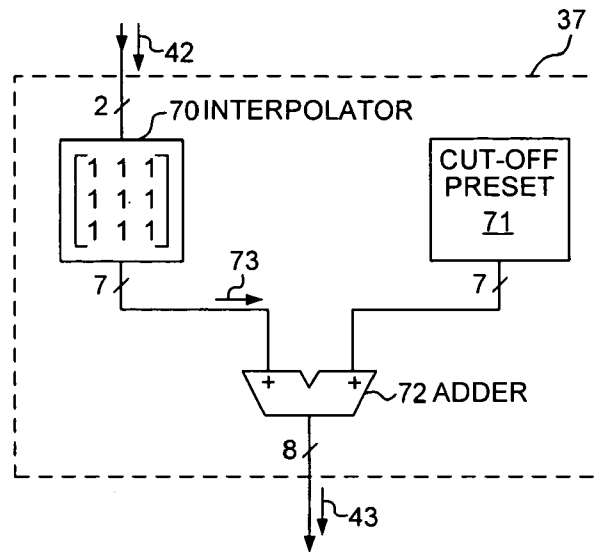 42
37
2
70 INTERPOLATOR
1 1 1
1 1 1
1 1 1
CUT-OFF
PRESET
71
7
73
7
+ +
72 ADDER
8
43